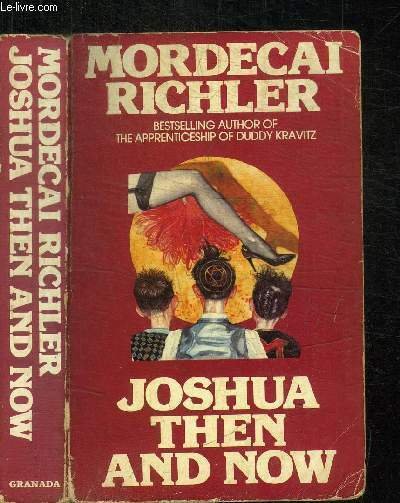 Le-livre.com
MORDECAI RICHLER
JOSHUA THEN AND NOW
GRANADA
MORDECAI
RICHLER
BESTSELLING AUTHOR OF
THE APPRENTICESHIP OF DUDDY KRAVITZ
JOSHUA
THEN
AND NOW